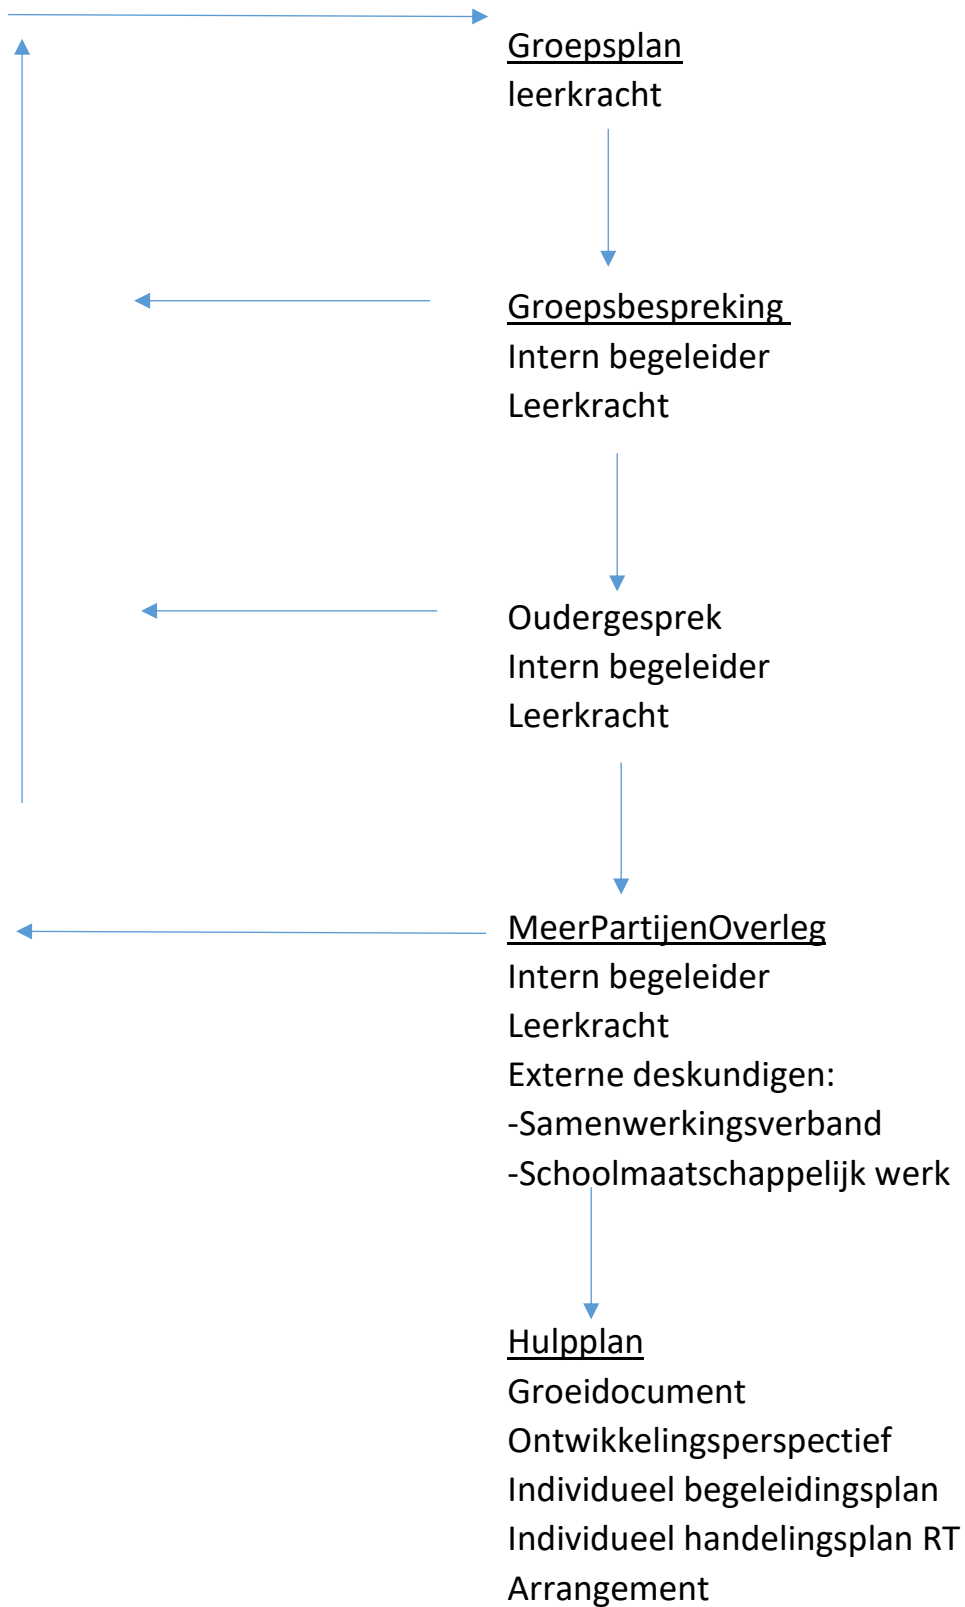 Groepsplan
leerkracht
Groepsbespreking
Intern begeleider
Leerkracht
Oudergesprek
Intern begeleider
Leerkracht
MeerPartijenOverleg
Intern begeleider
Leerkracht
Externe deskundigen:
-Samenwerkingsverband
-Schoolmaatschappelijk werk
Hulpplan
Groeidocument
Ontwikkelingsperspectief
Individueel begeleidingsplan
Individueel handelingsplan RT
Arrangement